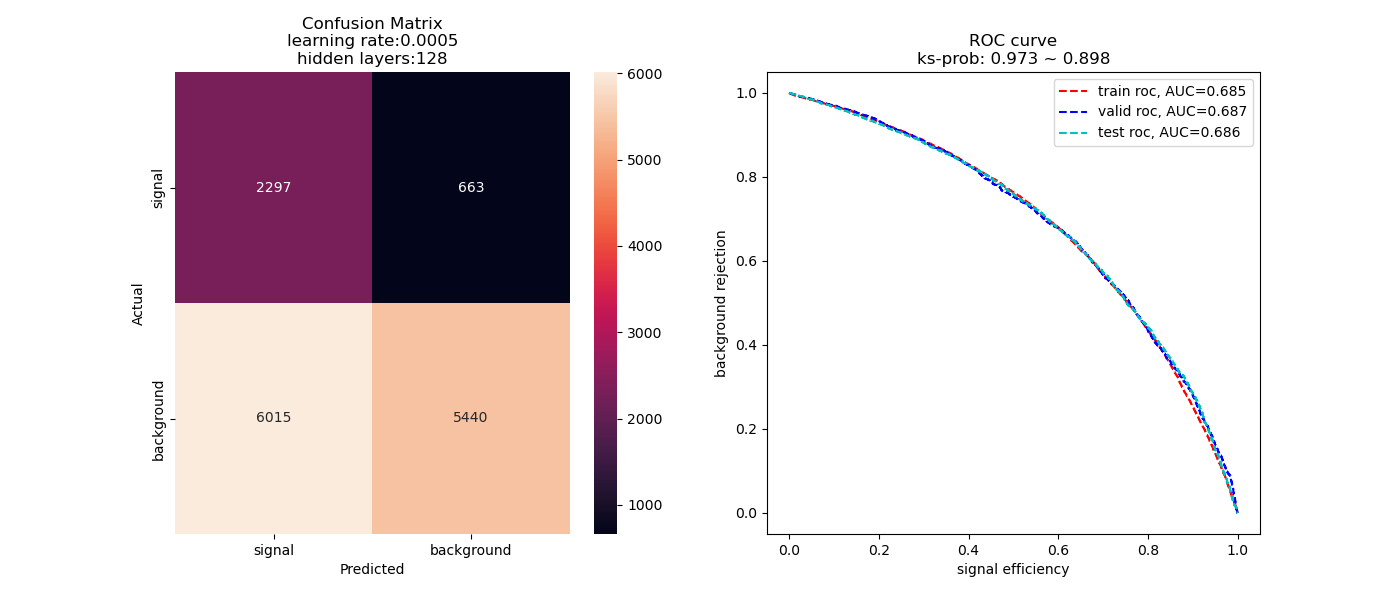 Confusion Matrix
learning rate:0.0005
hidden layers:128
signal
background
Actual
2297
663
6015
5440
signal
background
Predicted
6000
5000
4000
3000
2000
1000
ROC curve
ks-prob: 0.973 ~ 0.898
train roc, AUC=0.685
valid roc, AUC=0.687
test roc, AUC=0.686
background rejection
1.0
0.8
0.6
0.4
0.2
0.0
0.0
0.2
0.4
0.6
0.8
1.0
signal efficiency